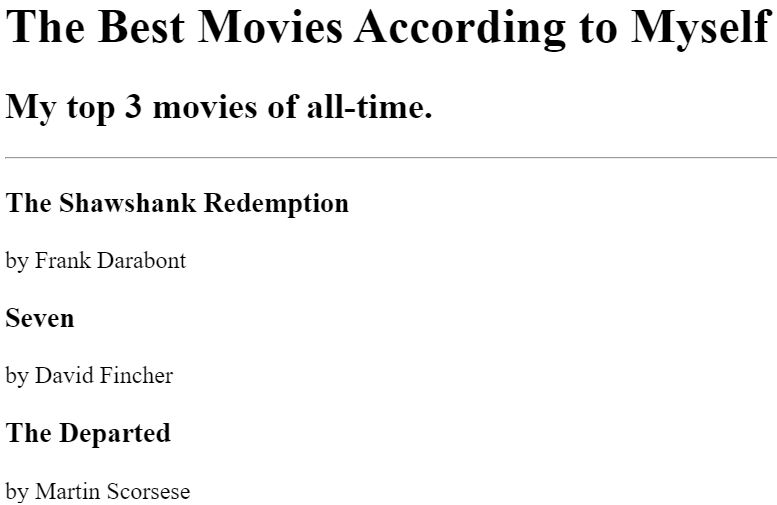 The Best Movies According to Myself
My top 3 movies of all-time.
The Shawshank Redemption
by Frank Darabont
Seven
by David Fincher
The Departed
by Martin Scorsese